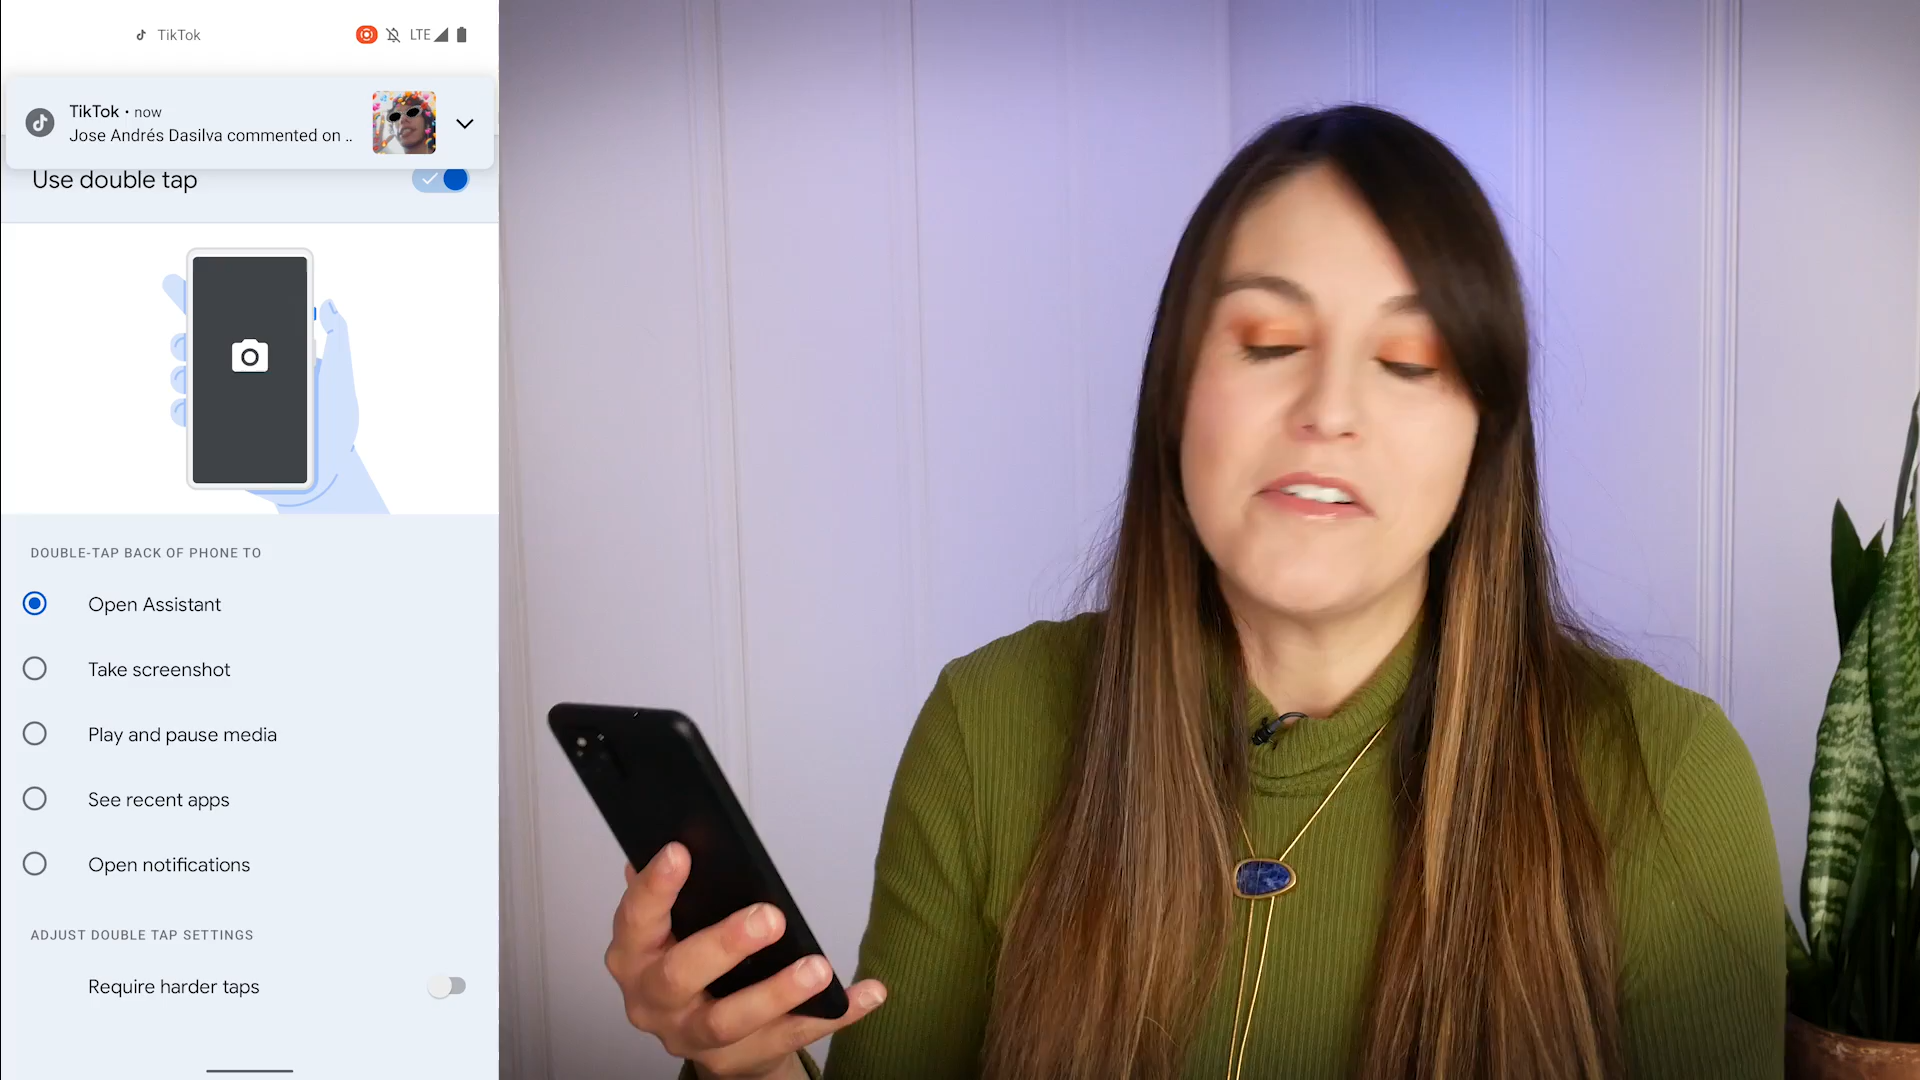 TikTok
LTE
TikTok • now
Jose Andrés Dasilva commented on ..
Use double tap
DOUBLE-TAP BACK OF PHONE TO
Open Assistant
Take screenshot
Play and pause media
See recent apps
Open notifications
ADJUST DOUBLE TAP SETTINGS
Require harder taps